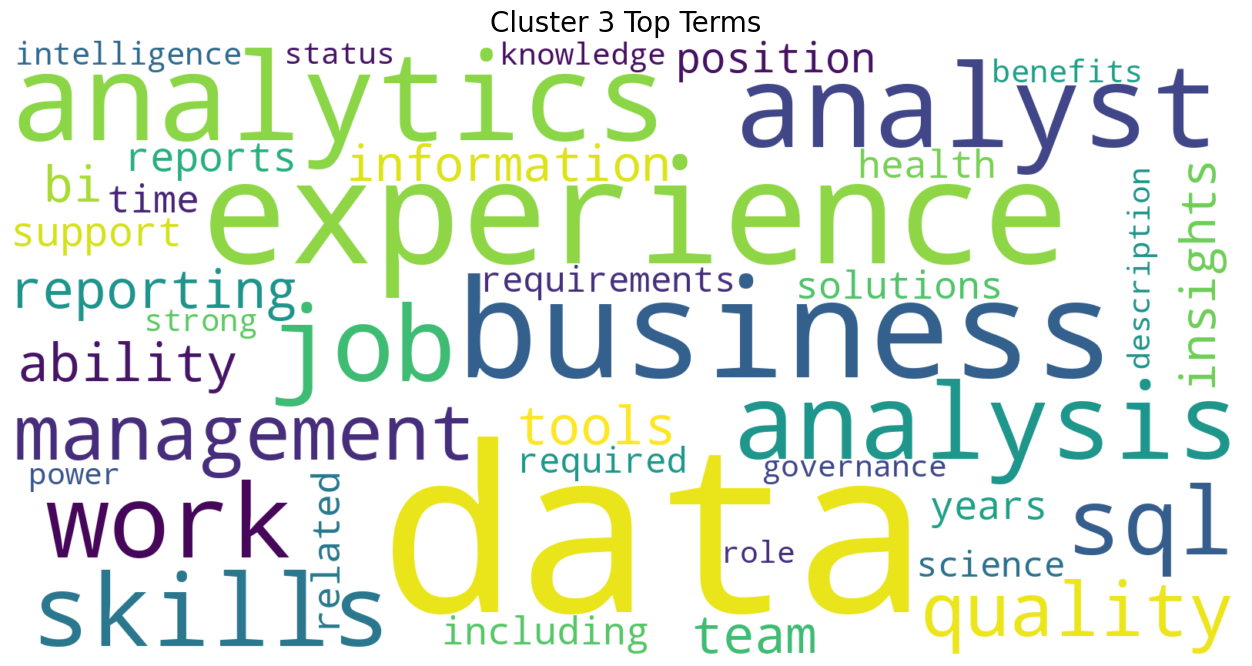 Cluster 3 Top Terms
intelligence
status
knowledge
position
analytics
analyst
benefits
reports
information
health
bi
time
experience
description
insights
support
reporting
requirements
solutions
strong
job
business
ability
management
tools
analysis
required
power
governance
data
work
related
years
sql
role
science
skills
quality
including
team